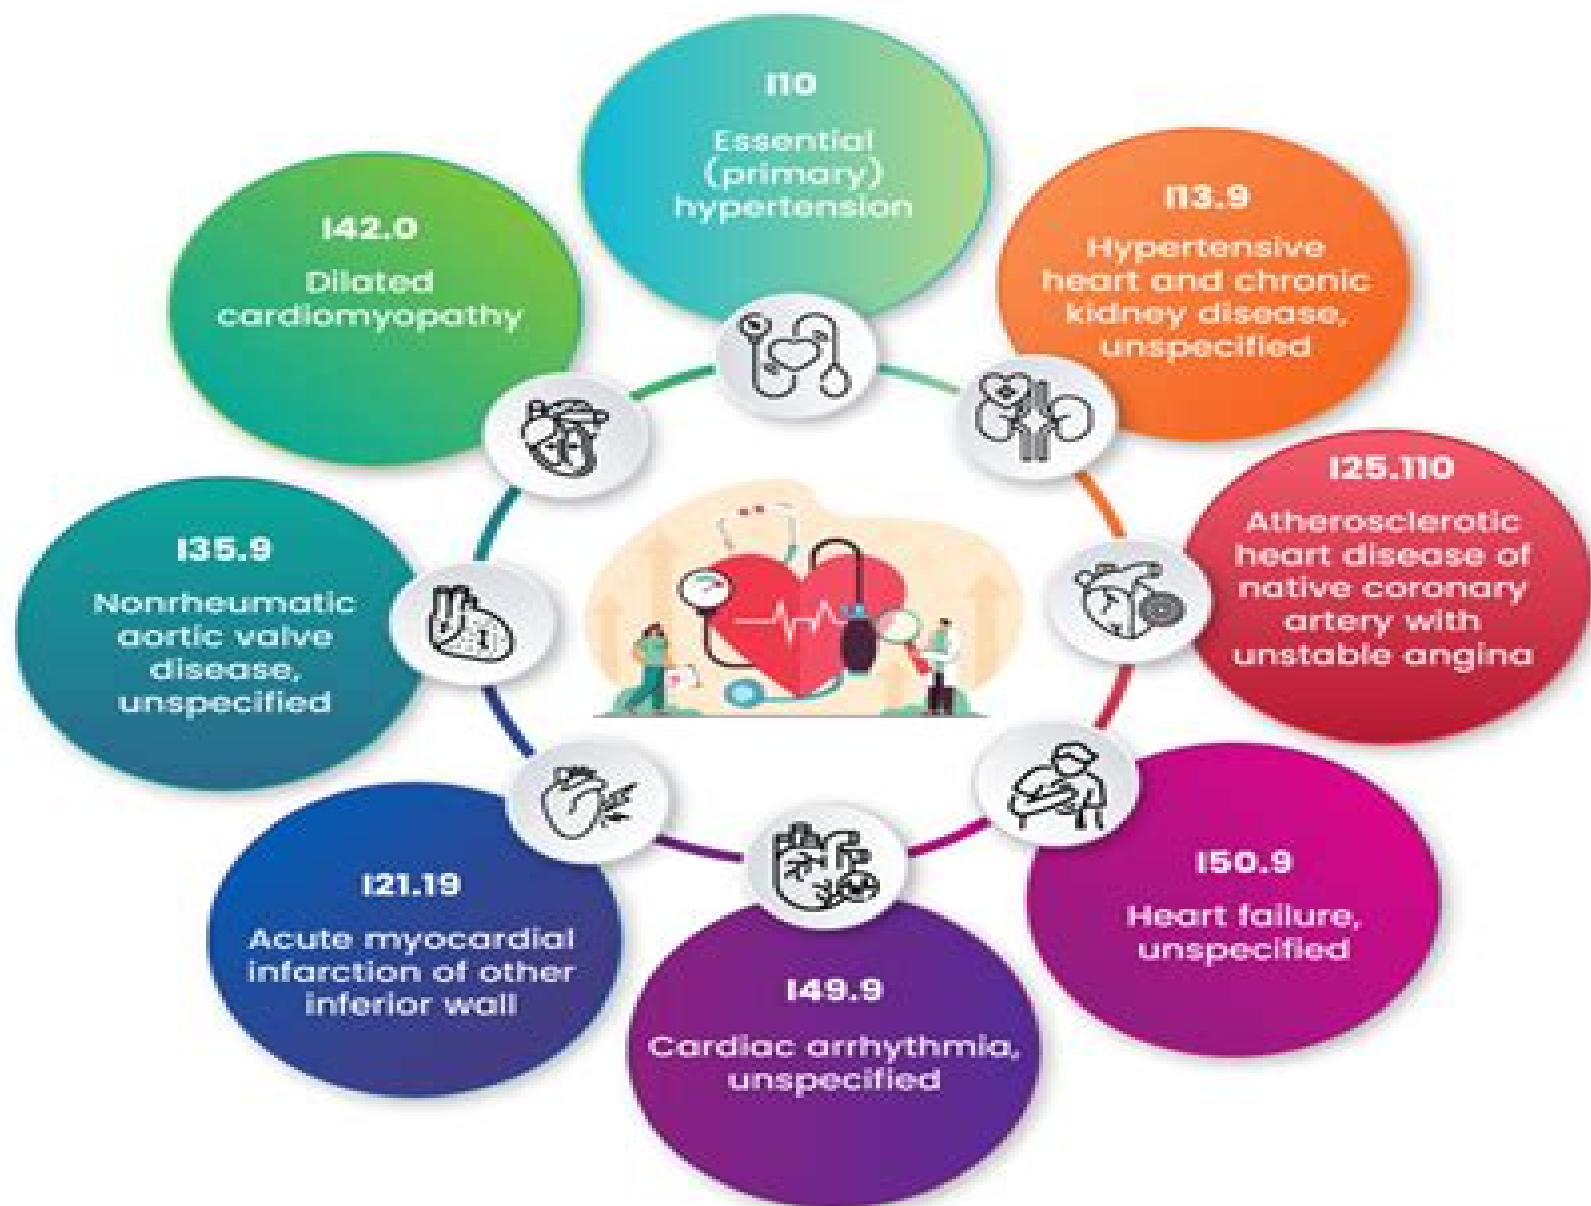 I10
Essential
(primary)
hypertension
I13.9
Hypertensive
heart and chronic
kidney disease,
unspecified
I25.110
Atherosclerotic
heart disease of
native coronary
artery with
unstable angina
I50.9
Heart failure,
unspecified
I49.9
Cardiac arrhythmia,
unspecified
I21.19
Acute myocardial
infarction of other
inferior wall
I35.9
Nonrheumatic
aortic valve
disease,
unspecified
I42.0
Dilated
cardiomyopathy